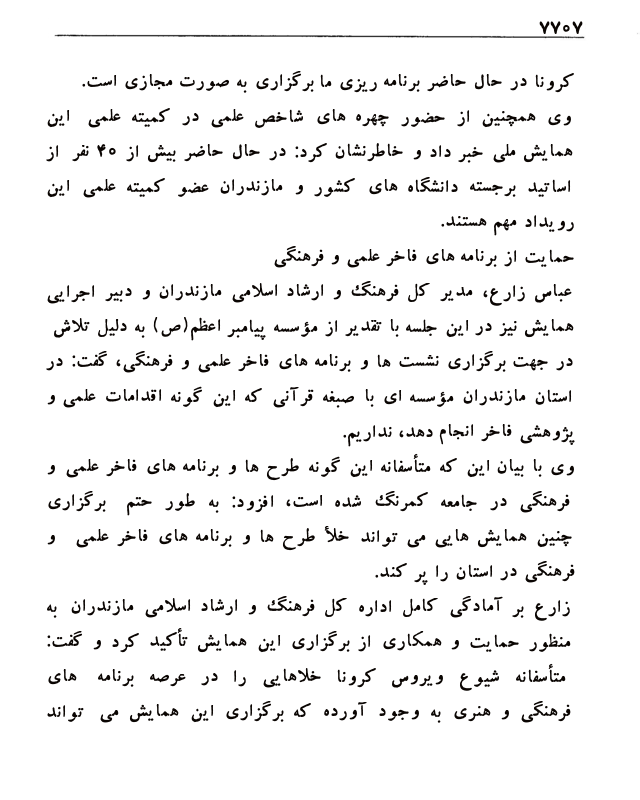 ۷۷۰۷
کرونا در حال حاضر برنامه ریزی ما برگزاری به صورت مجازی است.
وی همچنین از حضور چهره های شاخص علمی در کمیته علمی این
همایش ملی خبر داد و خاطرنشان کرد: در حال حاضر بیش از ۴۰ نفر از
اساتید برجسته دانشگاه های کشور و مازندران عضو کمیته علمی این
رویداد مهم هستند.
حمایت از برنامه های فاخر علمی و فرهنگی
عباس زارع، مدیر کل فرهنگ و ارشاد اسلامی مازندران و دبیر اجرایی
همایش نیز در این جلسه با تقدیر از مؤسسه پیامبر اعظم(ص) به دلیل تلاش
در جهت برگزاری نشست ها و برنامه های فاخر علمی و فرهنگی، گفت: در
استان مازندران مؤسسه ای با صبغه قرآنی که این گونه اقدامات علمی و
پژوهشی فاخر انجام دهد، نداریم.
وی با بیان این که متأسفانه این گونه طرح ها و برنامه های فاخر علمی و
فرهنگی در جامعه کمرنگ شده است، افزود: به طور حتم برگزاری
چنین همایش هایی می تواند خلأ طرح ها و برنامه های فاخر علمی و
فرهنگی در استان را پر کند.
زارع بر آمادگی کامل اداره کل فرهنگ و ارشاد اسلامی مازندران به
منظور حمایت و همکاری از برگزاری این همایش تأکید کرد و گفت:
متأسفانه شیوع ویروس کرونا خلاهایی را در عرصه برنامه های
فرهنگی و هنری به وجود آورده که برگزاری این همایش می تواند